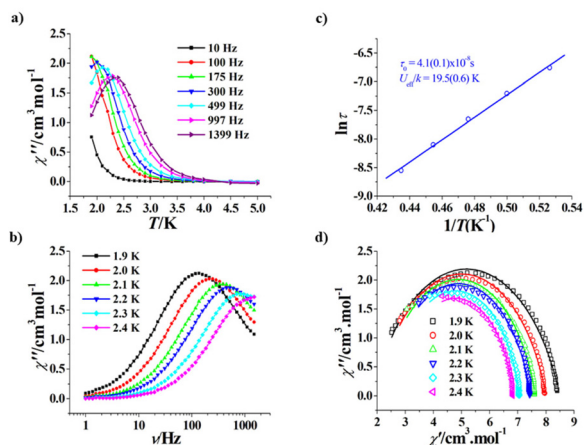 a)
χ''/cm³mol⁻¹
2.5
2.0
1.5
1.0
0.5
0.0
10 Hz
100 Hz
175 Hz
300 Hz
499 Hz
997 Hz
1399 Hz
1.5 2.0 2.5 3.0 3.5 4.0 4.5 5.0
T/K
c)
lnτ
-6.5
-7.0
-7.5
-8.0
-8.5
τ₀ = 4.1(0.1)x10⁻⁸s
U_eff/k = 19.5(0.6) K
0.42 0.44 0.46 0.48 0.50 0.52 0.54
1/T(K⁻¹)
b)
χ''/cm³mol⁻¹
2.5
2.0
1.5
1.0
0.5
0.0
1.9 K
2.0 K
2.1 K
2.2 K
2.3 K
2.4 K
1 10 100 1000
ν/Hz
d)
χ''/cm³.mol⁻¹
2.5
2.0
1.5
1.0
0.5
0.0
1.9 K
2.0 K
2.1 K
2.2 K
2.3 K
2.4 K
2 3 4 5 6 7 8 9
χ'/cm³.mol⁻¹